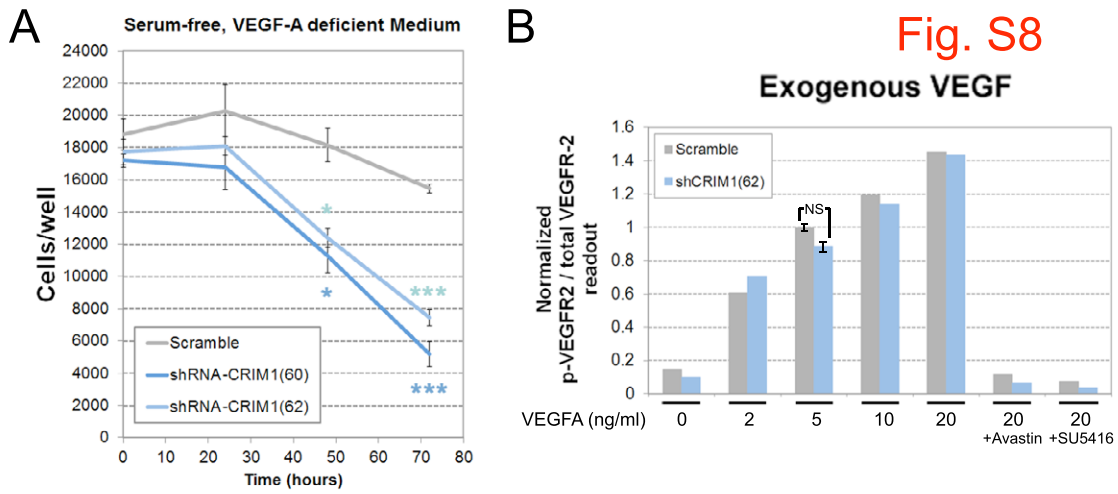 A
Serum-free, VEGF-A deficient Medium
Cells/well
24000
22000
20000
18000
16000
14000
12000
10000
8000
6000
4000
2000
0
*
*
***
***
Scramble
shRNA-CRIM1(60)
shRNA-CRIM1(62)
0 10 20 30 40 50 60 70 80
Time (hours)
B
Fig. S8
Exogenous VEGF
Normalized
p-VEGFR2 / total VEGFR-2
readout
1.6
1.4
1.2
1
0.8
0.6
0.4
0.2
0
Scramble
shCRIM1(62)
NS
VEGFA (ng/ml) 0 2 5 10 20 20 20
+Avastin +SU5416